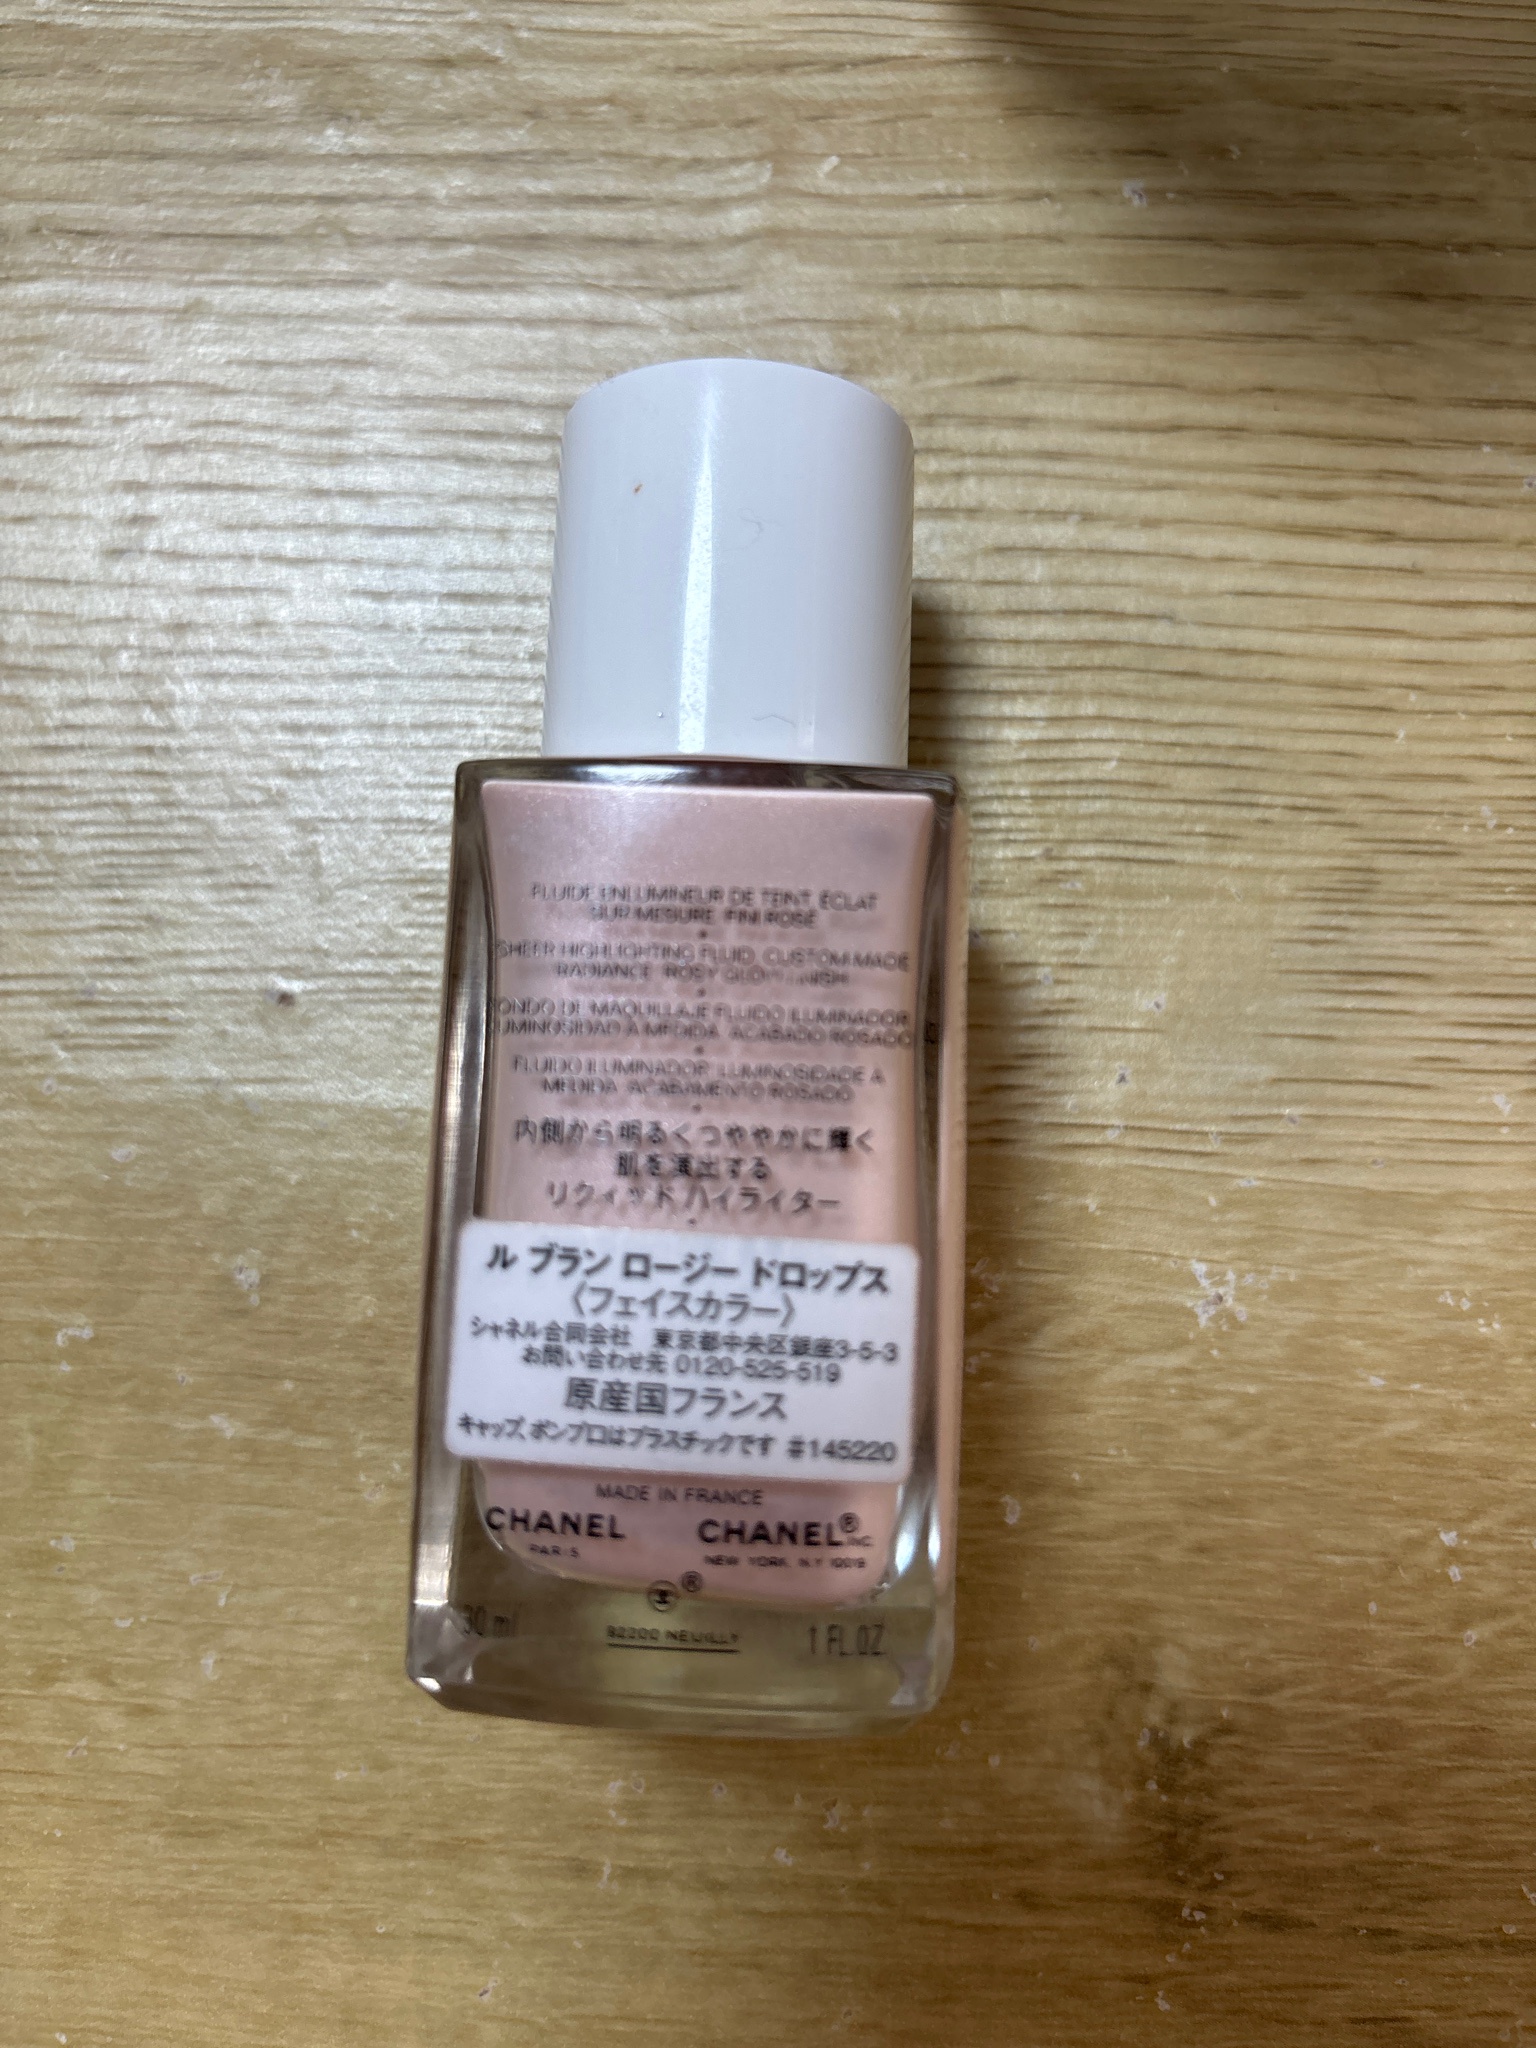 FLUIDE ENLUMINEUR DE TEINT. ÉCLAT
SUR MESURE. FINI ROSÉ
SHEER HIGHLIGHTING FLUID. CUSTOM MADE
RADIANCE. ROSY GLOW
DE MAQUILLAJE FLUIDO ILUMINADOR.
A MEDIDA. ACABADO ROSADO
FLUIDO ILUMINADOR. LUMINOSIDADE A
MEDIDA. ACABAMENTO ROSADO
内側から明るくつややかに輝く
肌を演出する
リクィッド ハイライター
ル ブラン ロージー ドロップス
〈フェイスカラー〉
シャネル合同会社 東京都中央区銀座3-5-3
お問い合わせ先 0120-525-519
原産国フランス
キャップ、ポンプ口はプラスチックです #145220
MADE IN FRANCE
CHANEL CHANEL® INC.
PARIS NEW YORK, N.Y. 10019
®
30 ml 92200 NEUILLY 1 FL.OZ.